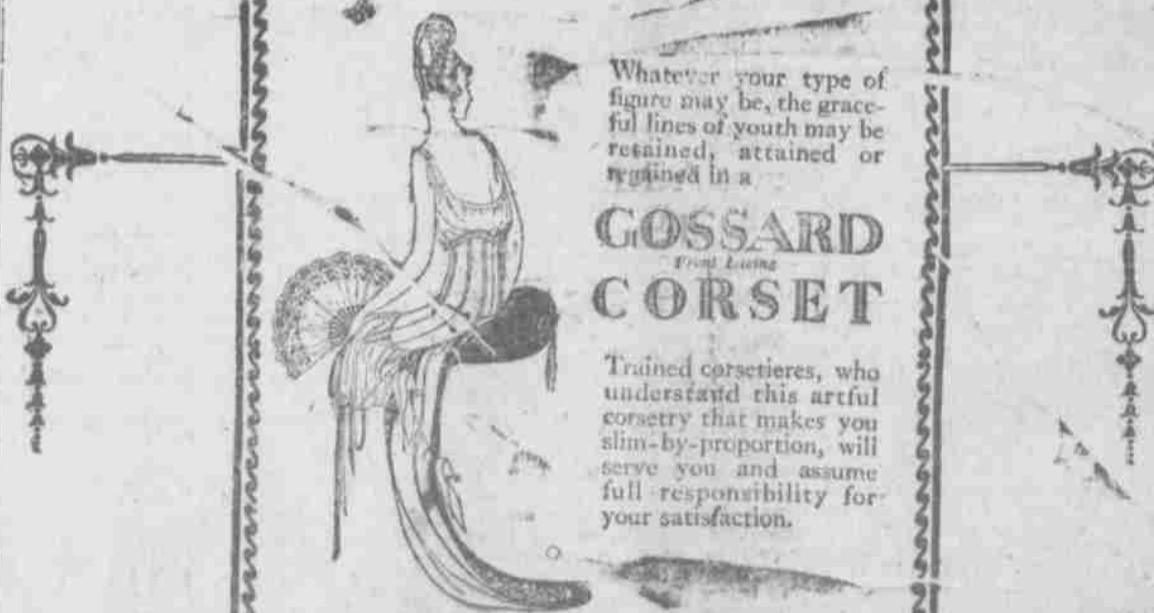 Whatever your type of
figure may be, the grace-
ful lines of youth may be
retained, attained or
regained in a
GOSSARD
Front Lacing
CORSET
Trained corsetieres, who
understand this artful
corsetry that makes you
slim-by-proportion, will
serve you and assume
full responsibility for
your satisfaction.